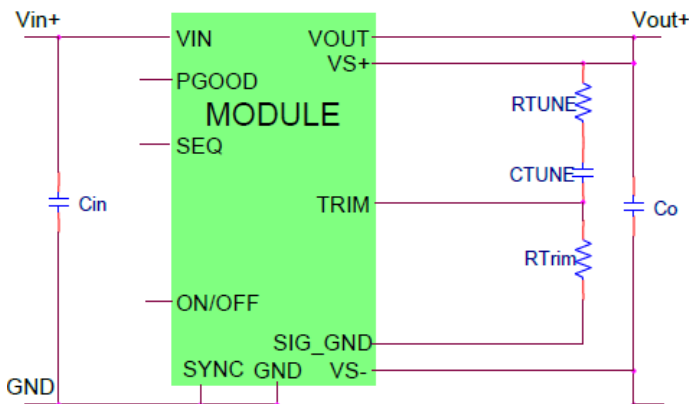 Vin+
Vout+
VIN
VOUT
VS+
PGOOD
RTUNE
MODULE
SEQ
CTUNE
Cin
TRIM
Co
RTrim
ON/OFF
SIG_GND
SYNC
GND
VS-
GND